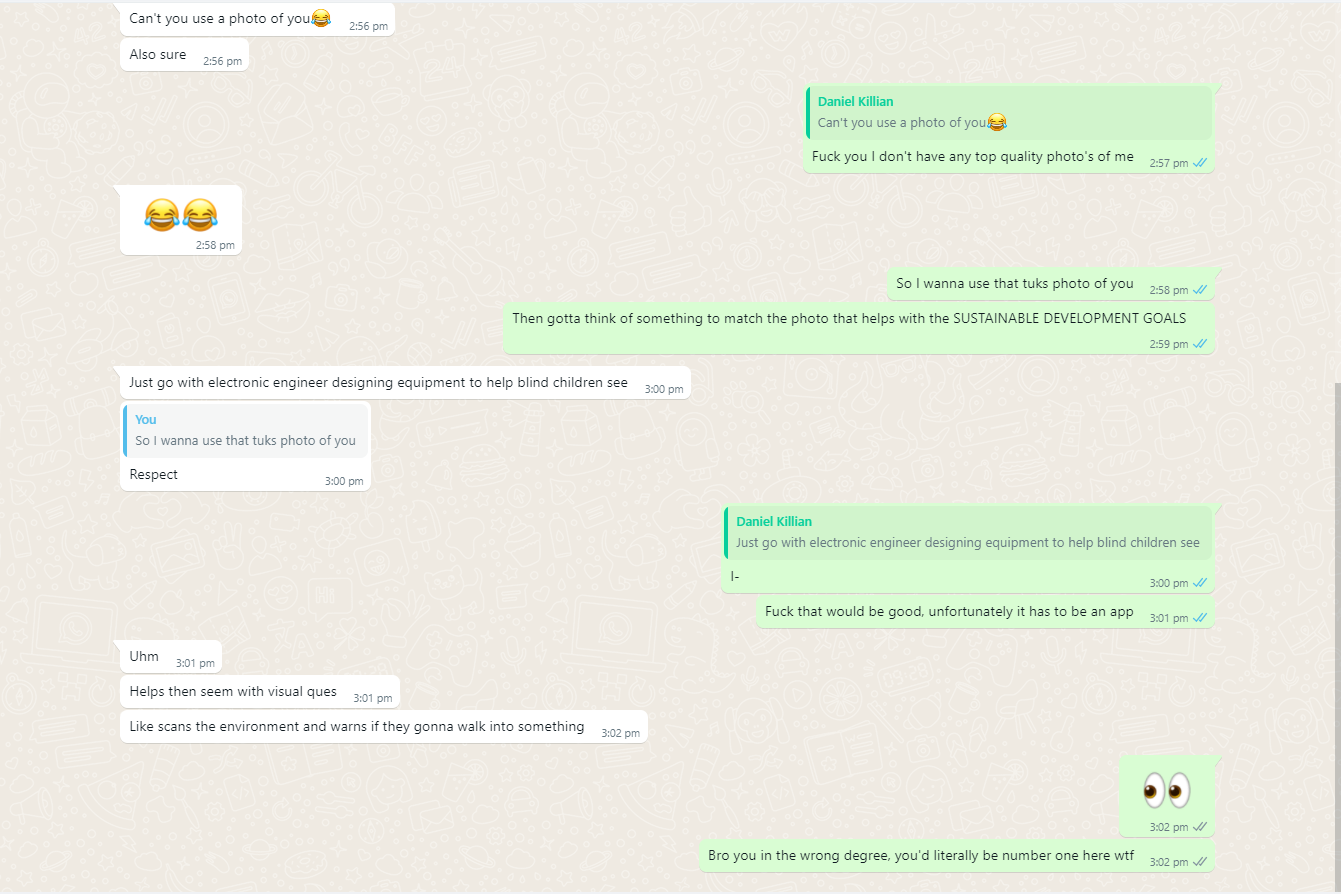 Can't you use a photo of you😂 2:56 pm
Also sure 2:56 pm
Daniel Killian
Can't you use a photo of you😂
Fuck you I don't have any top quality photo's of me 2:57 pm
😂😂
2:58 pm
So I wanna use that tuks photo of you 2:58 pm
Then gotta think of something to match the photo that helps with the SUSTAINABLE DEVELOPMENT GOALS
2:59 pm
Just go with electronic engineer designing equipment to help blind children see 3:00 pm
You
So I wanna use that tuks photo of you
Respect 3:00 pm
Daniel Killian
Just go with electronic engineer designing equipment to help blind children see
I- 3:00 pm
Fuck that would be good, unfortunately it has to be an app 3:01 pm
Uhm 3:01 pm
Helps then seem with visual ques 3:01 pm
Like scans the environment and warns if they gonna walk into something 3:02 pm
👀
3:02 pm
Bro you in the wrong degree, you'd literally be number one here wtf 3:02 pm